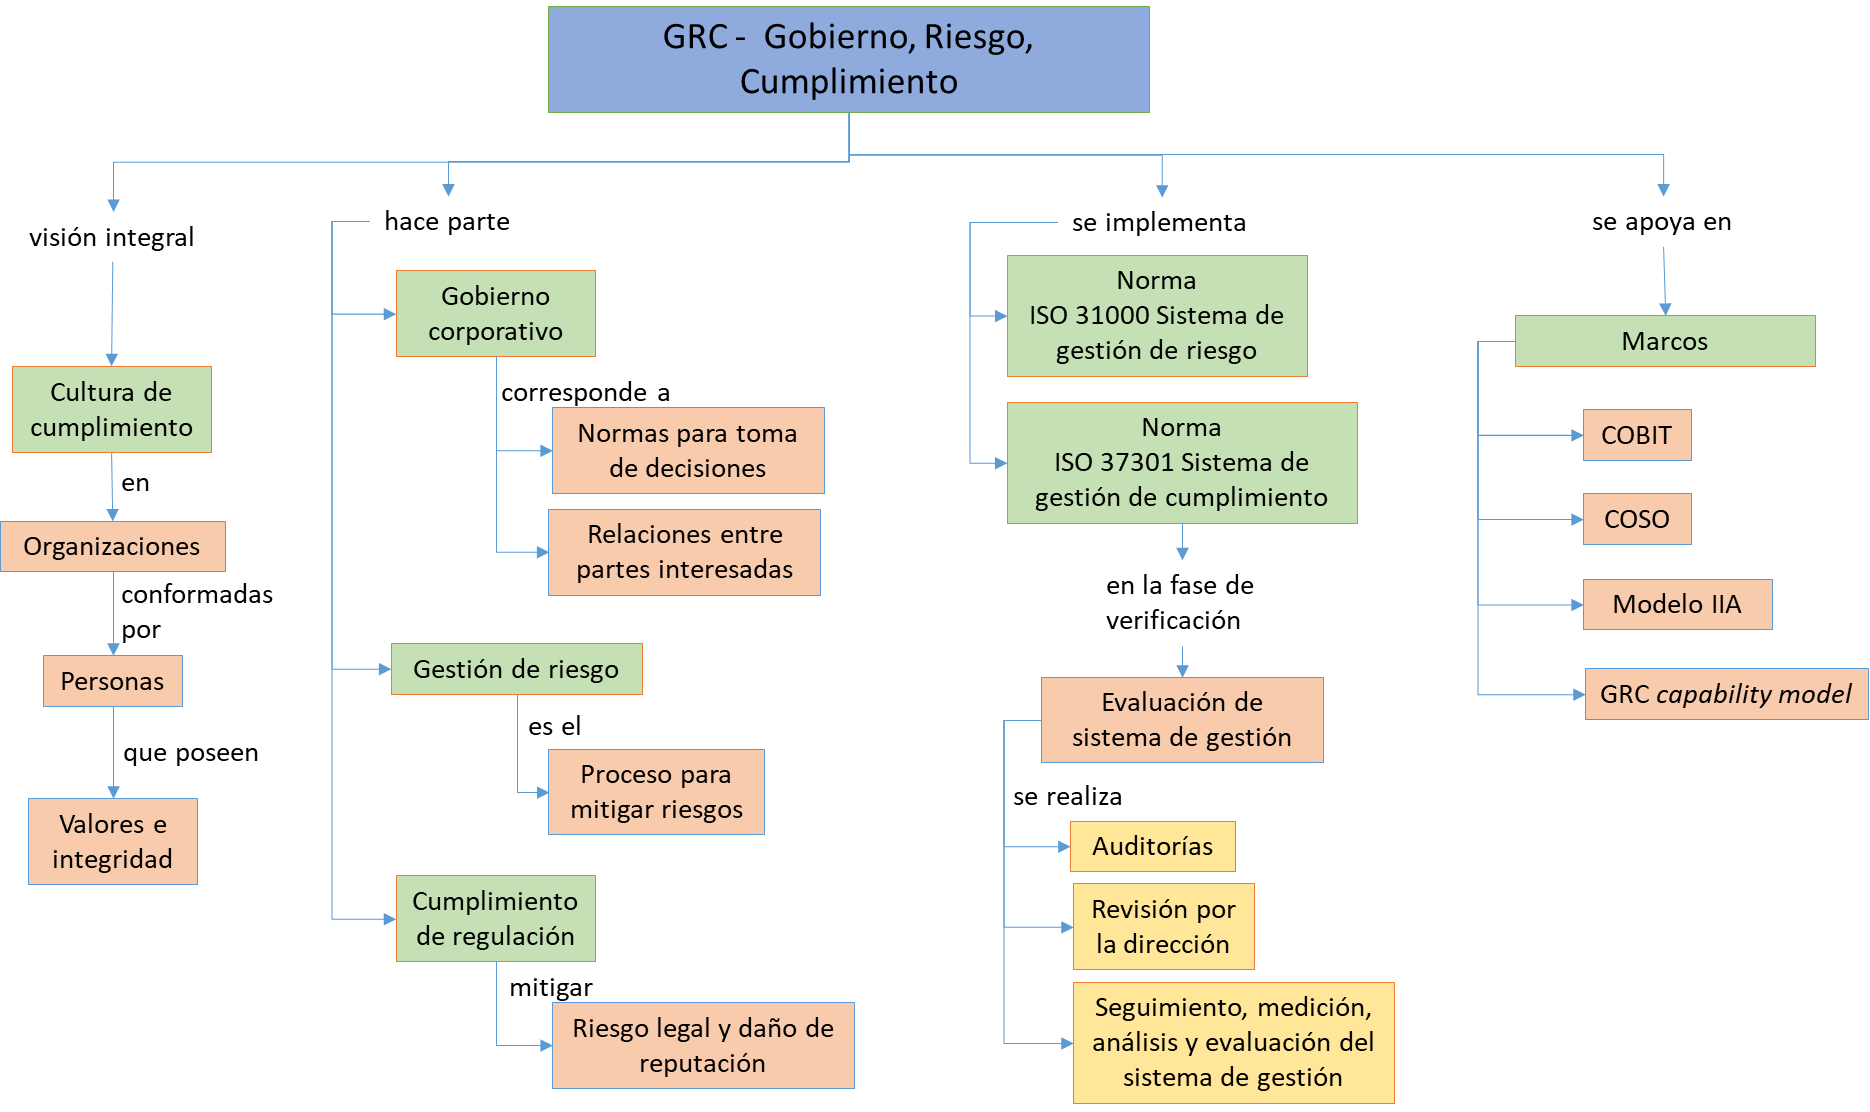 GRC - Gobierno, Riesgo,
Cumplimiento
visión integral
Cultura de
cumplimiento
en
Organizaciones
conformadas
por
Personas
que poseen
Valores e
integridad
hace parte
Gobierno
corporativo
corresponde a
Normas para toma
de decisiones
Relaciones entre
partes interesadas
Gestión de riesgo
es el
Proceso para
mitigar riesgos
Cumplimiento
de regulación
mitigar
Riesgo legal y daño de
reputación
se implementa
Norma
ISO 31000 Sistema de
gestión de riesgo
Norma
ISO 37301 Sistema de
gestión de cumplimiento
en la fase de
verificación
Evaluación de
sistema de gestión
se realiza
Auditorías
Revisión por
la dirección
Seguimiento, medición,
análisis y evaluación del
sistema de gestión
se apoya en
Marcos
COBIT
COSO
Modelo IIA
GRC capability model